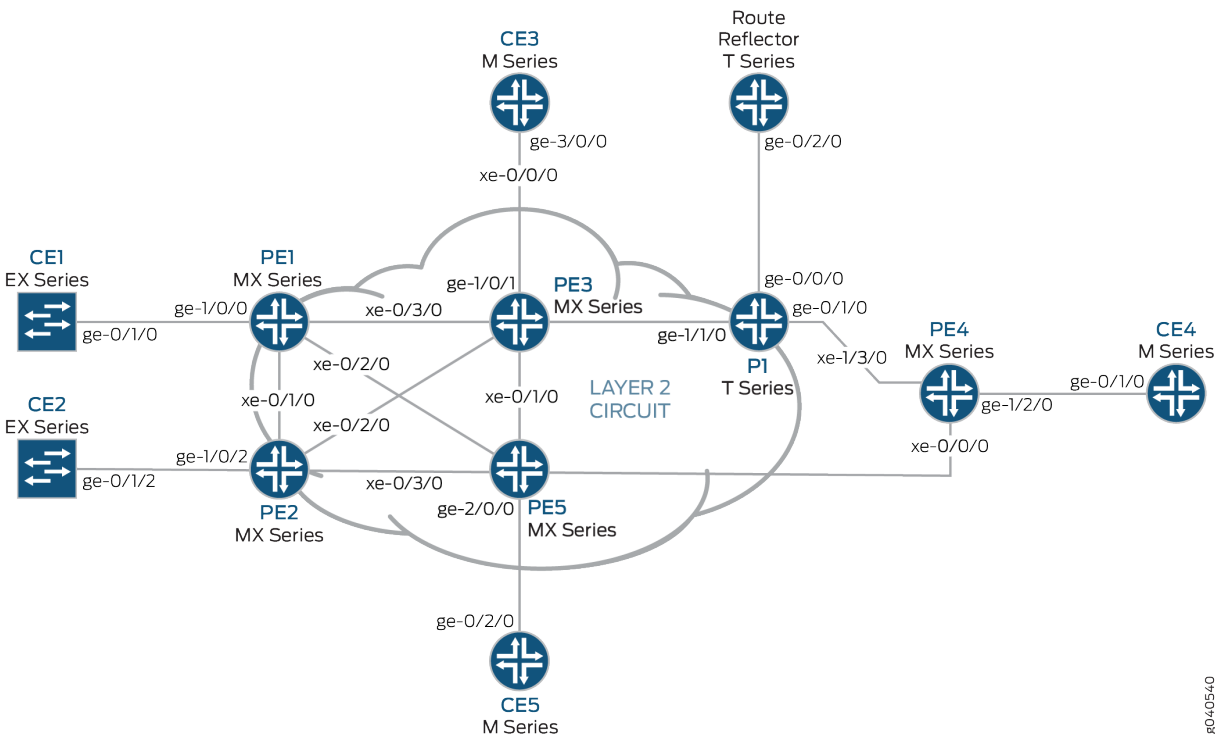 Route
Reflector
T Series
CE3
M Series
ge-3/0/0
ge-0/2/0
xe-0/0/0
CE1
EX Series
PE1
MX Series
ge-1/0/1
PE3
MX Series
ge-0/0/0
ge-0/1/0
ge-1/0/0
ge-0/1/0
xe-0/3/0
ge-1/1/0
P1
T Series
xe-1/3/0
PE4
MX Series
CE4
M Series
xe-0/2/0
LAYER 2
CIRCUIT
ge-0/1/0
ge-1/2/0
CE2
EX Series
xe-0/1/0
xe-0/1/0
xe-0/2/0
xe-0/0/0
ge-1/0/2
ge-0/1/2
xe-0/3/0
PE2
MX Series
ge-2/0/0
PE5
MX Series
ge-0/2/0
CE5
M Series
g040540